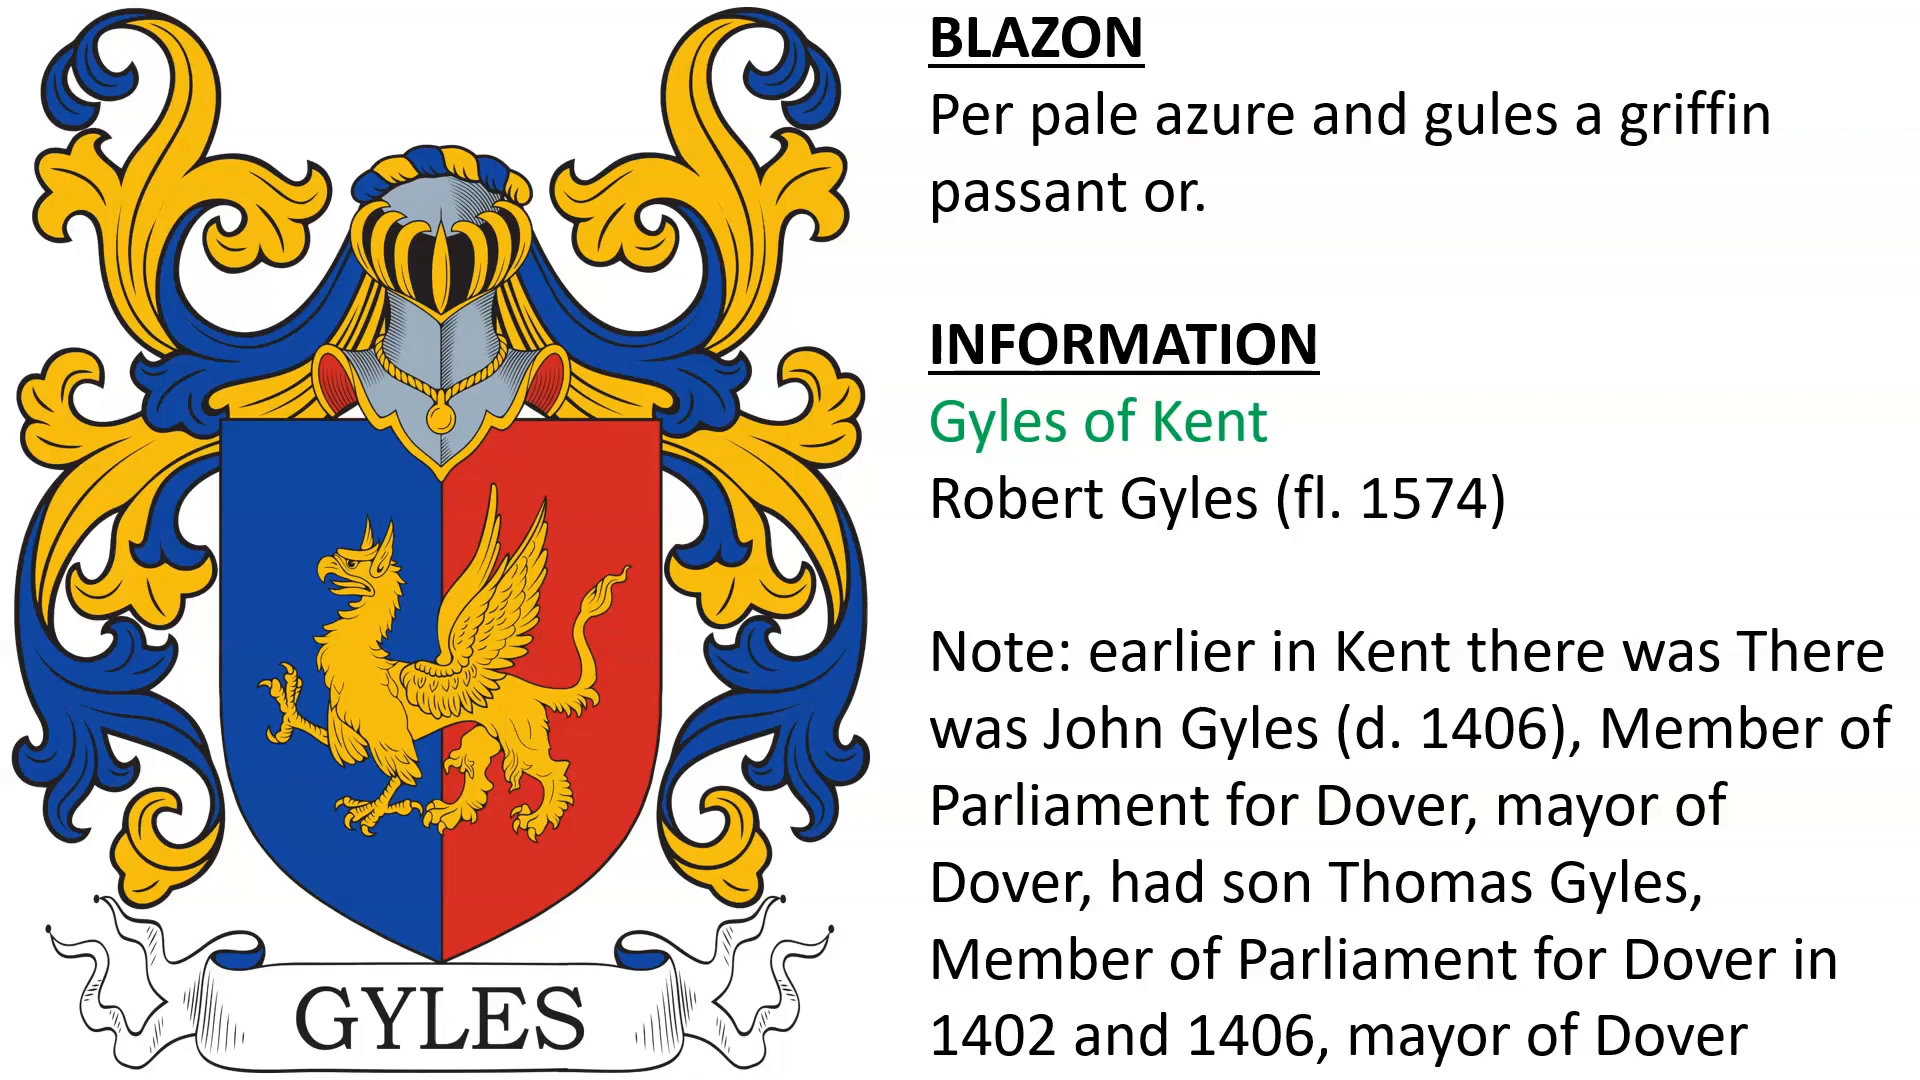 BLAZON
Per pale azure and gules a griffin
passant or.
INFORMATION
Gyles of Kent
Robert Gyles (fl. 1574)
Note: earlier in Kent there was There
was John Gyles (d. 1406), Member of
Parliament for Dover, mayor of
Dover, had son Thomas Gyles,
Member of Parliament for Dover in
1402 and 1406, mayor of Dover
GYLES